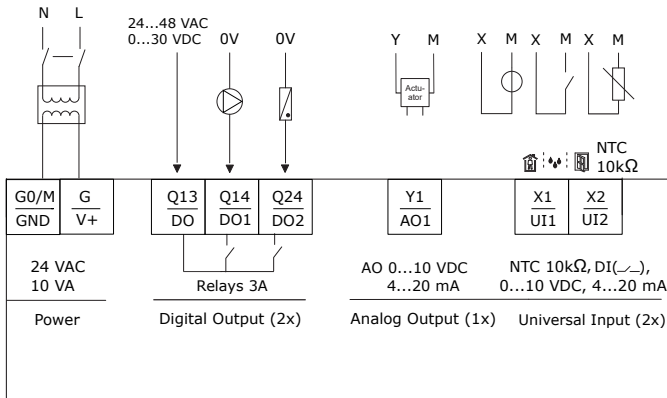 N L
24...48 VAC
0...30 VDC
0V
0V
Y M
X M X M X M
Actu-
ator
NTC
10kΩ
G0/M
GND
G
V+
Q13
DO
Q14
DO1
Q24
DO2
Y1
AO1
X1
UI1
X2
UI2
24 VAC
10 VA
Relays 3A
AO 0...10 VDC
4...20 mA
NTC 10kΩ, DI( ),
0...10 VDC, 4...20 mA
Power
Digital Output (2x)
Analog Output (1x)
Universal Input (2x)